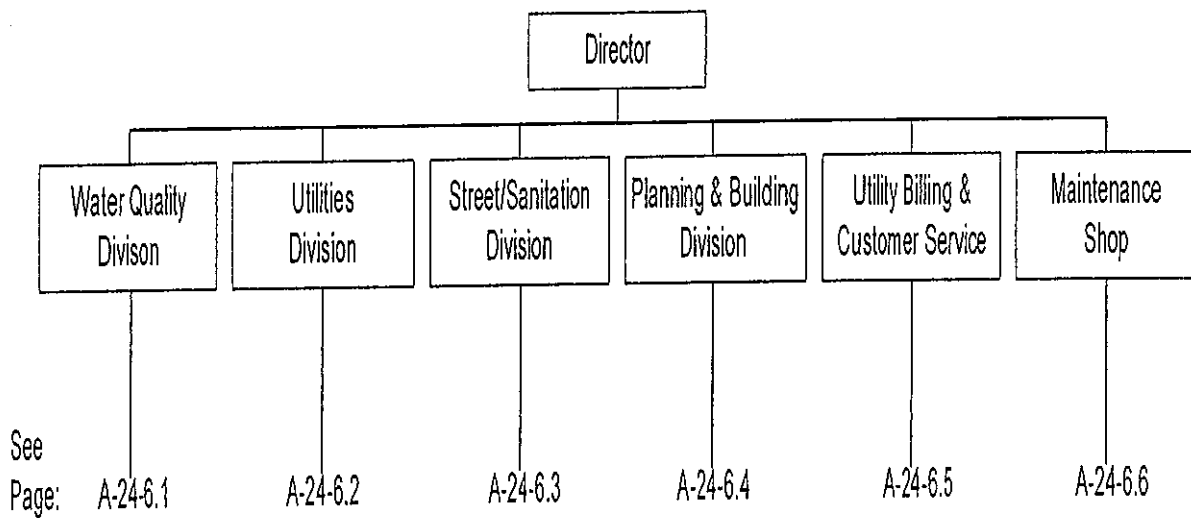 Director
Water Quality
Divison
Utilities
Division
Street/Sanitation
Division
Planning & Building
Division
Utility Billing &
Customer Service
Maintenance
Shop
See
Page: A-24-6.1 A-24-6.2 A-24-6.3 A-24-6.4 A-24-6.5 A-24-6.6